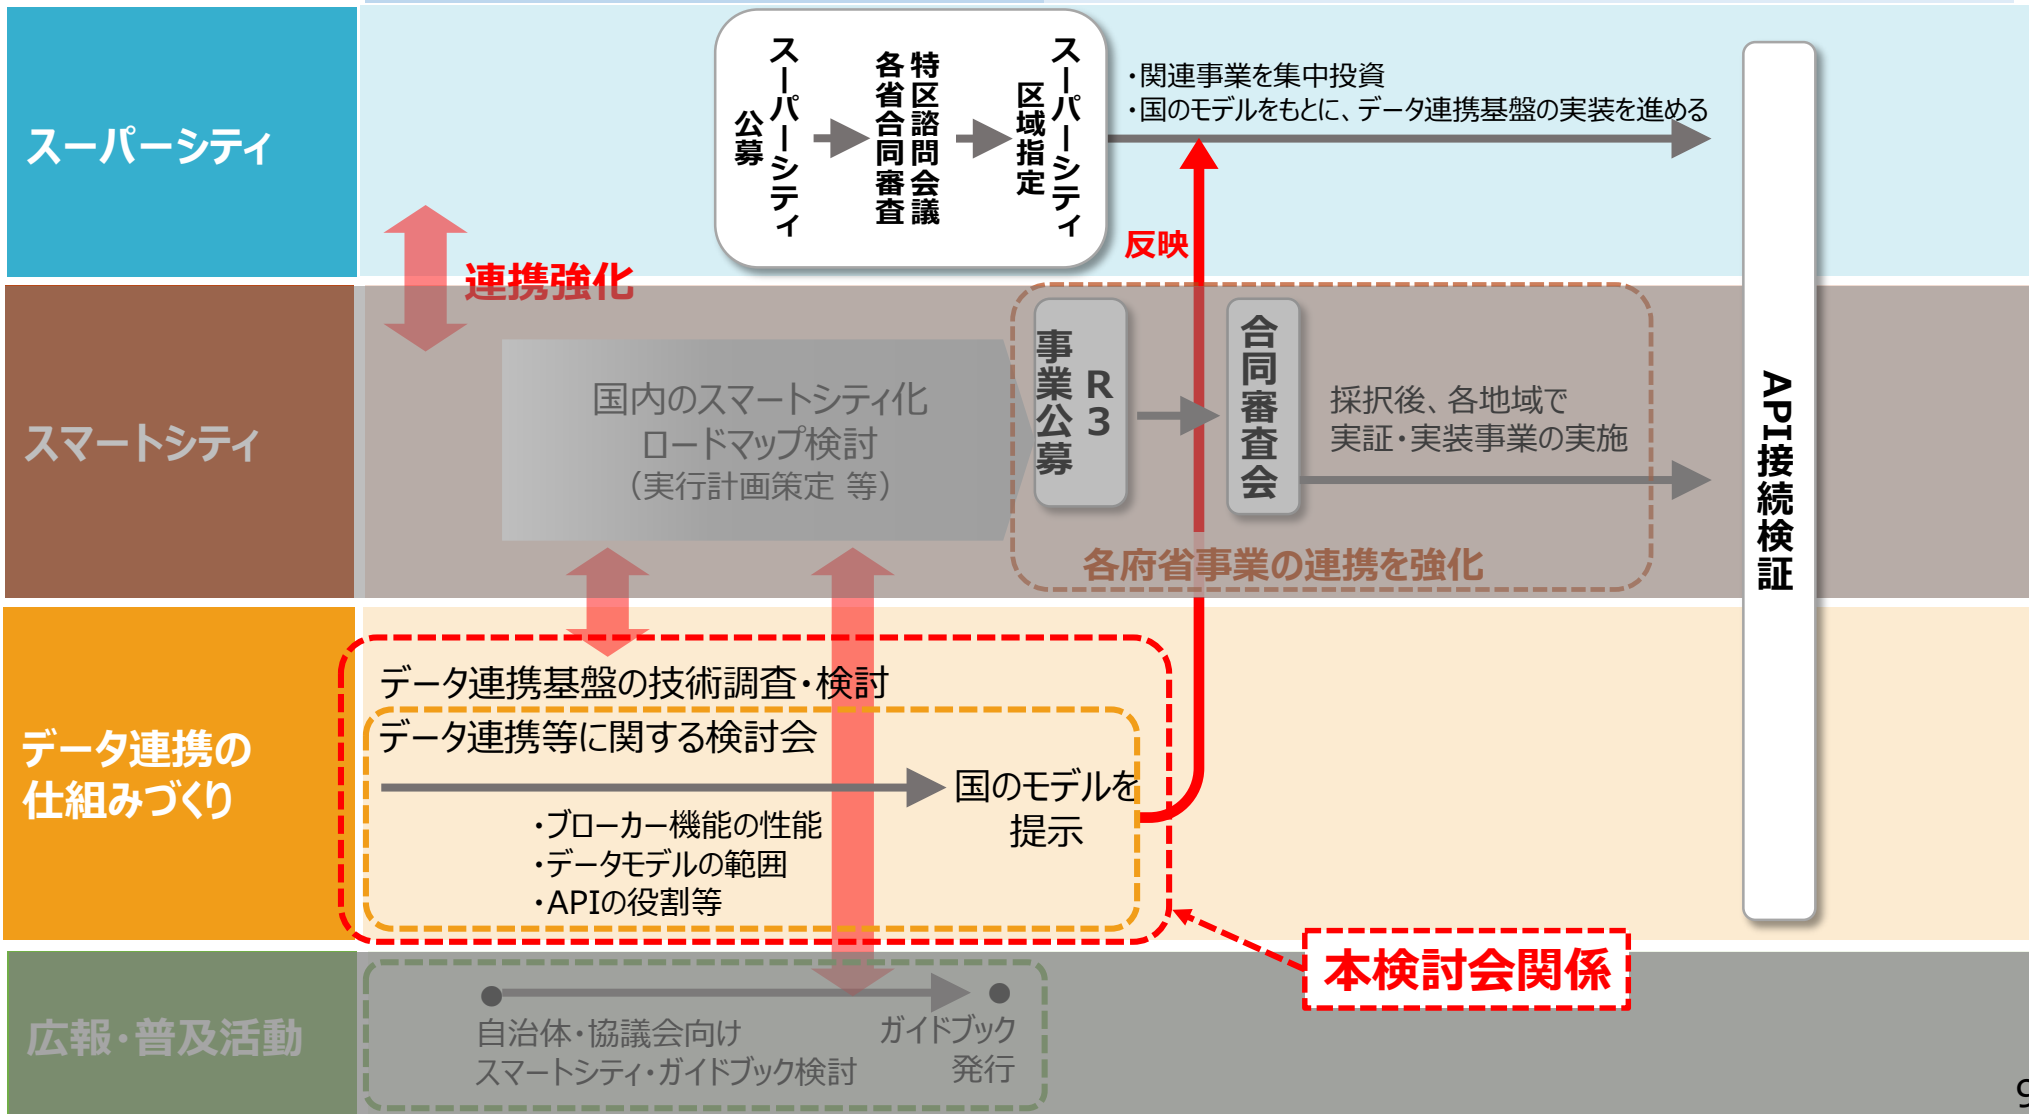 スーパーシティ
スーパーシティ
公募
特区諮問会議
各省合同審査
スーパーシティ
区域指定
・関連事業を集中投資
・国のモデルをもとに、データ連携基盤の実装を進める
反映
連携強化
スマートシティ
国内のスマートシティ化
ロードマップ検討
（実行計画策定 等）
R3
事業公募
合同審査会
採択後、各地域で
実証・実装事業の実施
各府省事業の連携を強化
API接続検証
データ連携の
仕組みづくり
データ連携基盤の技術調査・検討
データ連携等に関する検討会
・ブローカー機能の性能
・データモデルの範囲
・APIの役割等
国のモデルを
提示
本検討会関係
広報・普及活動
自治体・協議会向け
スマートシティ・ガイドブック検討
ガイドブック
発行
9